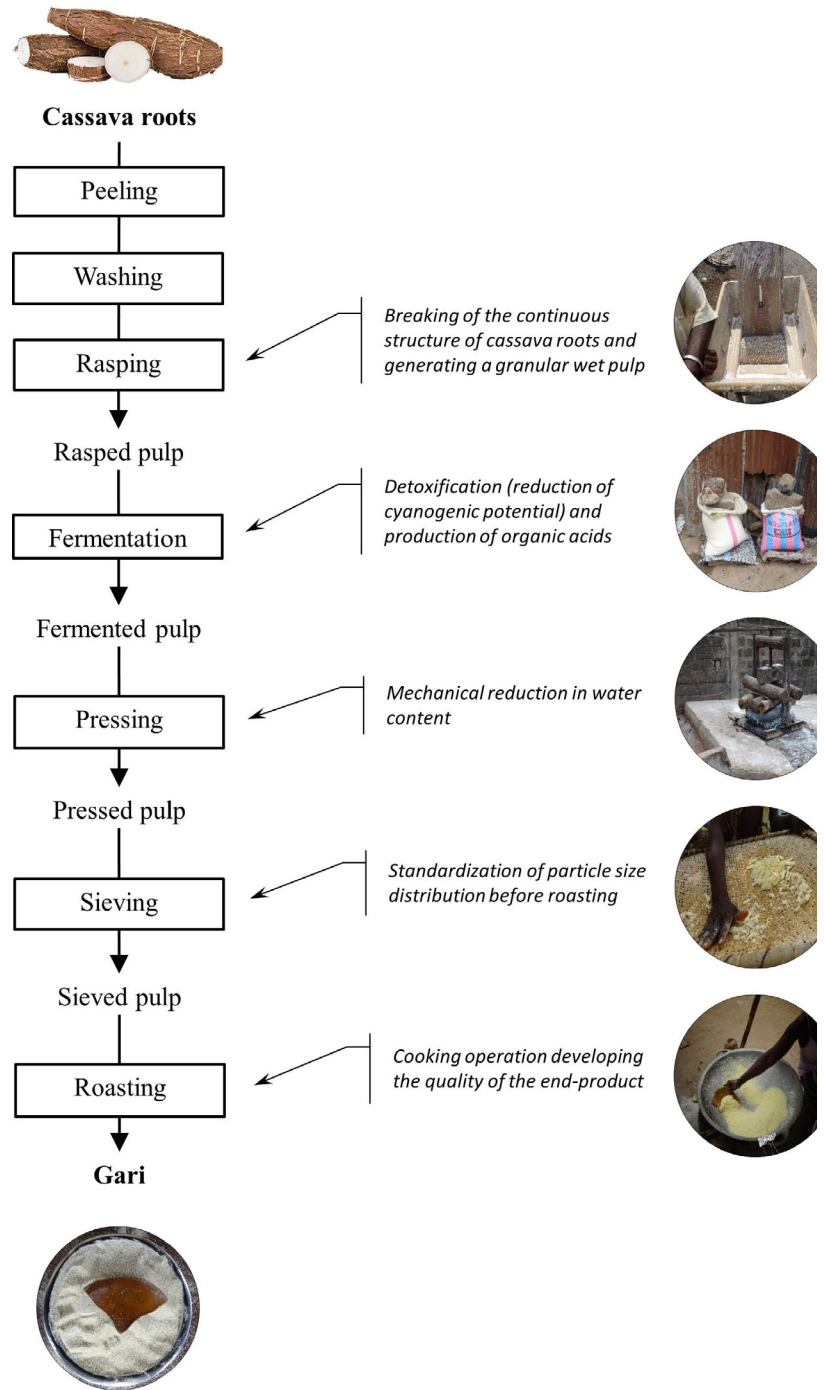 Cassava roots
Peeling
Washing
Rasping
Breaking of the continuous
structure of cassava roots and
generating a granular wet pulp
Rasped pulp
Fermentation
Detoxification (reduction of
cyanogenic potential) and
production of organic acids
Fermented pulp
Pressing
Mechanical reduction in water
content
Pressed pulp
Sieving
Standardization of particle size
distribution before roasting
Sieved pulp
Roasting
Cooking operation developing
the quality of the end-product
Gari